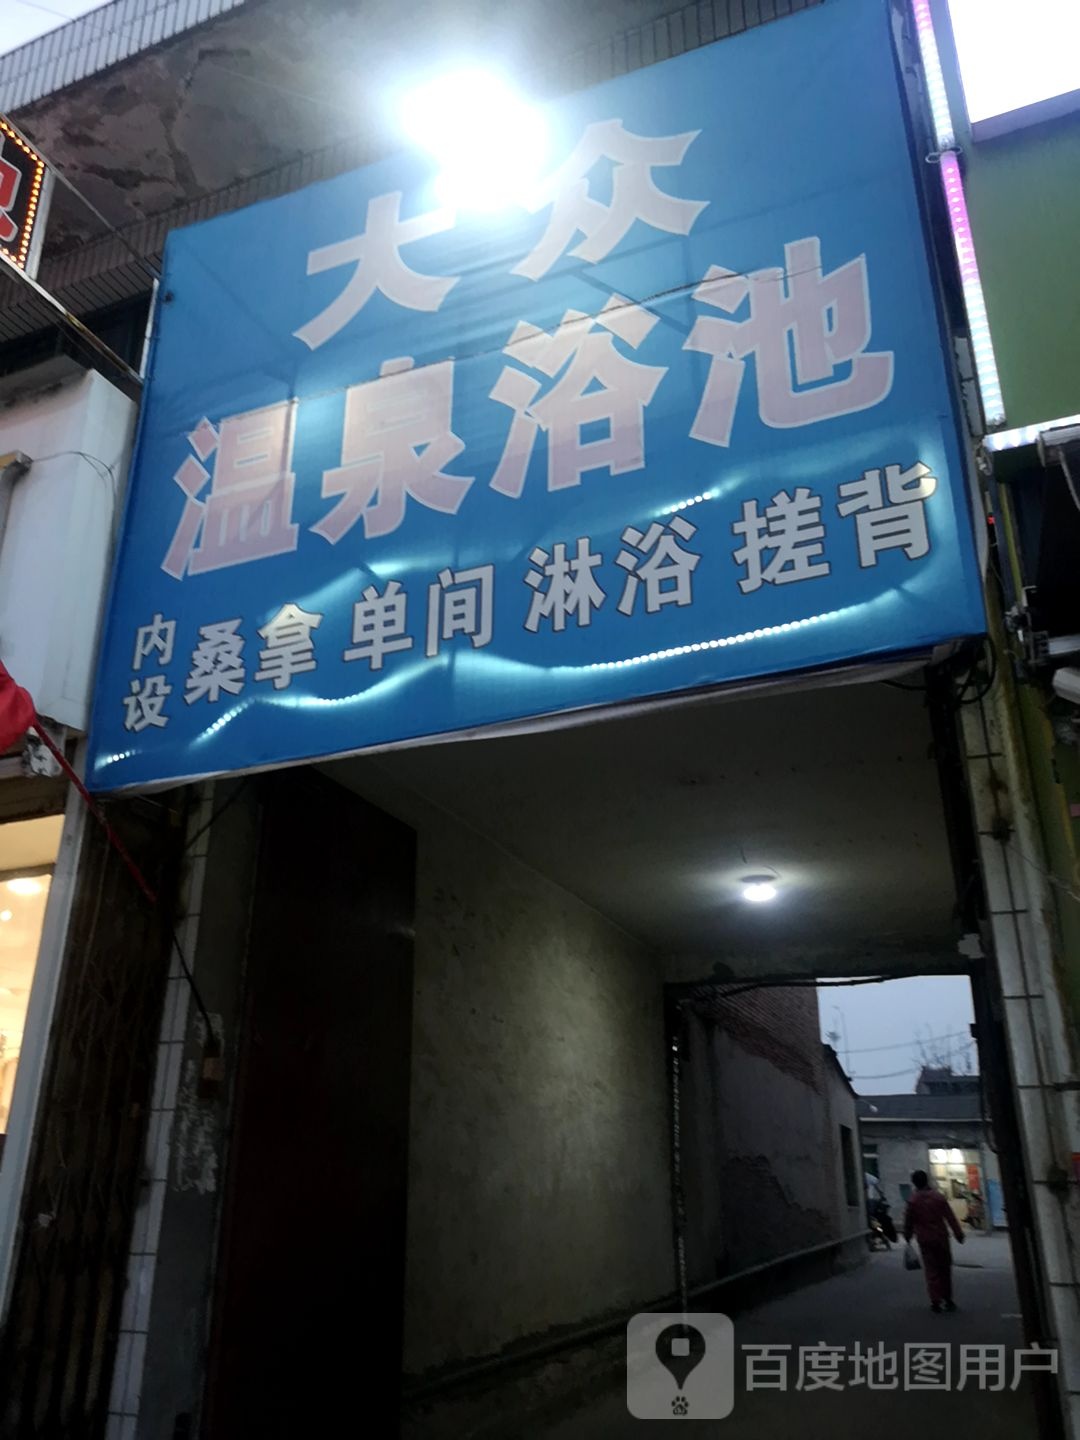 大众
温泉浴池
内设 桑拿 单间 淋浴 搓背
百度地图用户